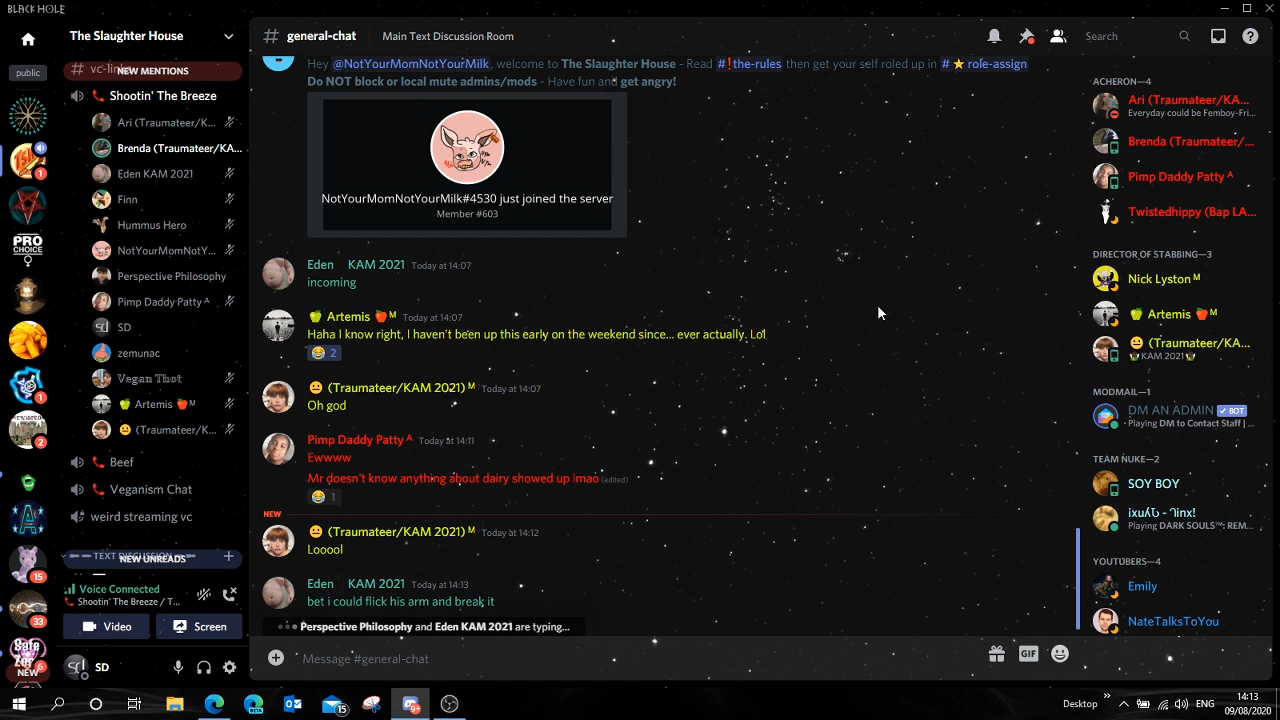 BLACK HOLE
The Slaughter House
# general-chat
Main Text Discussion Room
Search
public
vc-link
NEW MENTIONS
Shootin' The Breeze
Ari (Traumateer/K...
Brenda (Traumateer/KA...
Eden KAM 2021
Finn
Hummus Hero
NotYourMomNotY...
Perspective Philosophy
Pimp Daddy Patty ᴬ
SD
zemunac
Vegan Thot
🍏 Artemis 🍎ᴹ
😐 (Traumateer/K...
Beef
Veganism Chat
weird streaming vc
TEXT DISCUSSION
NEW UNREADS
Voice Connected
Shootin' The Breeze / T...
Video
Screen
SD
PRO
CHOICE
1
1
2
15
33
6
NEW
Hey @NotYourMomNotYourMilk, welcome to The Slaughter House - Read #❗the-rules then get your self roled up in # ⭐role-assign
Do NOT block or local mute admins/mods - Have fun and get angry!
NotYourMomNotYourMilk#4530 just joined the server
Member #603
Eden KAM 2021 Today at 14:07
incoming
🍏 Artemis 🍎ᴹ Today at 14:07
Haha I know right, I haven't been up this early on the weekend since... ever actually. Lol
😂 2
😐 (Traumateer/KAM 2021) ᴹ Today at 14:07
Oh god
Pimp Daddy Patty ᴬ Today at 14:11
Ewwww
Mr doesn't know anything about dairy showed up lmao (edited)
😂 1
NEW
😐 (Traumateer/KAM 2021) ᴹ Today at 14:12
Looool
Eden KAM 2021 Today at 14:13
bet i could flick his arm and break it
Perspective Philosophy and Eden KAM 2021 are typing...
Message #general-chat
GIF
ACHERON—4
Ari (Traumateer/KA...
Everyday could be Femboy-Fri...
Brenda (Traumateer/...
Pimp Daddy Patty ᴬ
Twistedhippy (Bap LA...
DIRECTOR OF STABBING—3
Nick Lyston ᴹ
🍏 Artemis 🍎ᴹ
😐 (Traumateer/KA...
KAM 2021
MODMAIL—1
DM AN ADMIN ✓ BOT
Playing DM to Contact Staff | ...
TEAM NUKE—2
SOY BOY
Playing DARK SOULS™: REM...
YOUTUBERS—4
Emily
NateTalksToYou
15
Desktop
ENG
14:13
09/08/2020